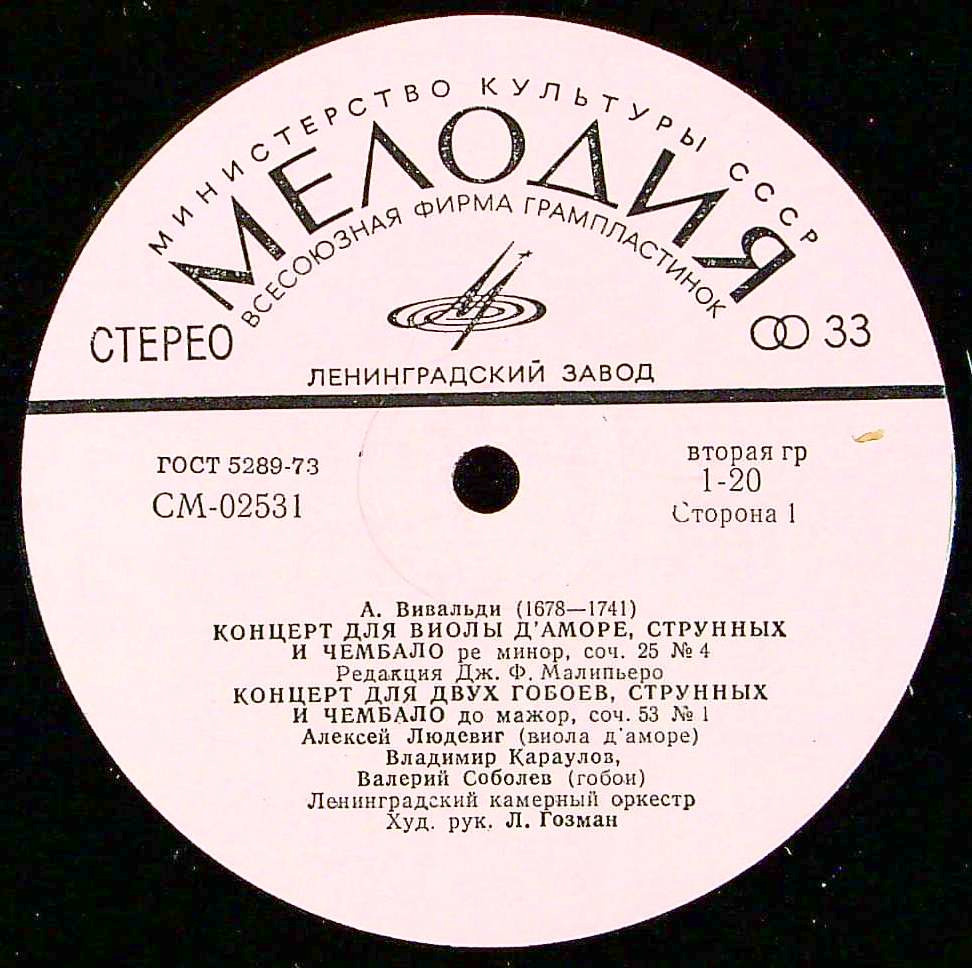 МИНИСТЕРСТВО КУЛЬТУРЫ СССР
МЕЛОДИЯ
ВСЕСОЮЗНАЯ ФИРМА ГРАМПЛАСТИНОК
СТЕРЕО
33
ЛЕНИНГРАДСКИЙ ЗАВОД
ГОСТ 5289-73
СМ-02531
вторая гр
1-20
Сторона 1
А. Вивальди (1678—1741)
КОНЦЕРТ ДЛЯ ВИОЛЫ Д'АМОРЕ, СТРУННЫХ
И ЧЕМБАЛО ре минор, соч. 25 № 4
Редакция Дж. Ф. Малипьеро
КОНЦЕРТ ДЛЯ ДВУХ ГОБОЕВ, СТРУННЫХ
И ЧЕМБАЛО до мажор, соч. 53 № 1
Алексей Людевиг (виола д'аморе)
Владимир Караулов,
Валерий Соболев (гобои)
Ленинградский камерный оркестр
Худ. рук. Л. Гозман